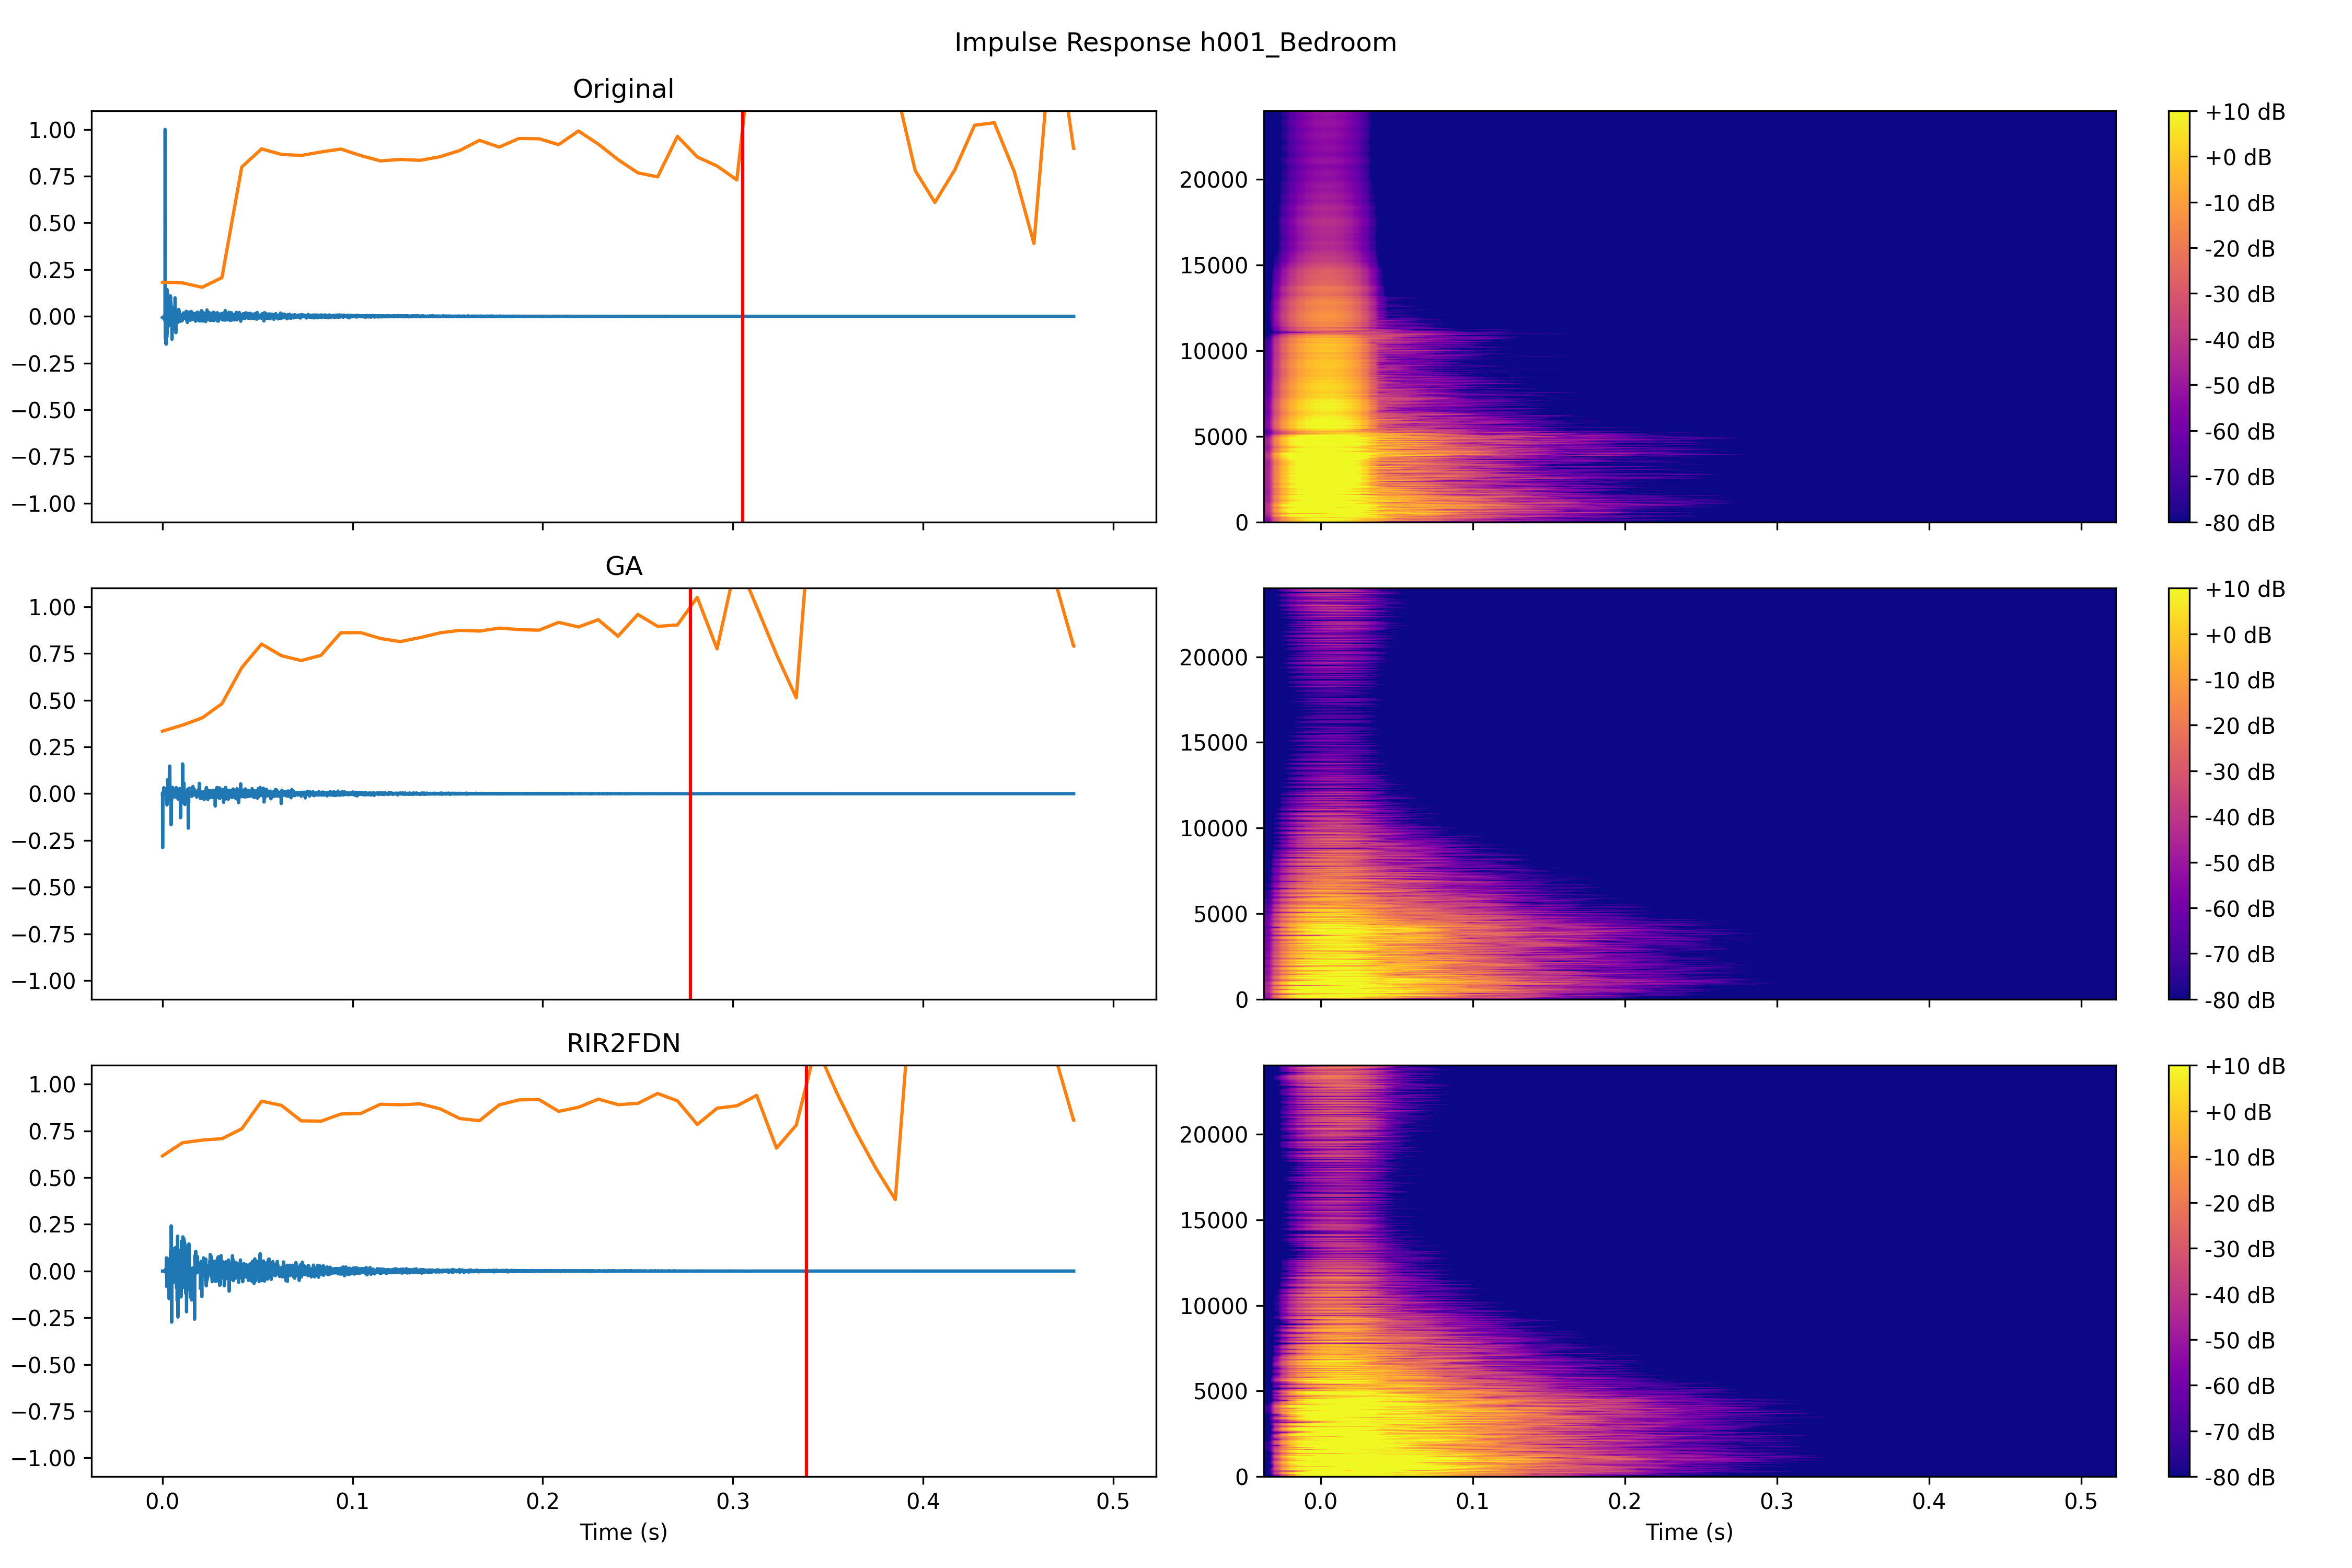 Impulse Response h001_Bedroom
Original
1.00
0.75
0.50
0.25
0.00
−0.25
−0.50
−0.75
−1.00
20000
15000
10000
5000
0
+10 dB
+0 dB
-10 dB
-20 dB
-30 dB
-40 dB
-50 dB
-60 dB
-70 dB
-80 dB
GA
1.00
0.75
0.50
0.25
0.00
−0.25
−0.50
−0.75
−1.00
20000
15000
10000
5000
0
+10 dB
+0 dB
-10 dB
-20 dB
-30 dB
-40 dB
-50 dB
-60 dB
-70 dB
-80 dB
RIR2FDN
1.00
0.75
0.50
0.25
0.00
−0.25
−0.50
−0.75
−1.00
0.0 0.1 0.2 0.3 0.4 0.5
Time (s)
20000
15000
10000
5000
0
0.0 0.1 0.2 0.3 0.4 0.5
Time (s)
+10 dB
+0 dB
-10 dB
-20 dB
-30 dB
-40 dB
-50 dB
-60 dB
-70 dB
-80 dB